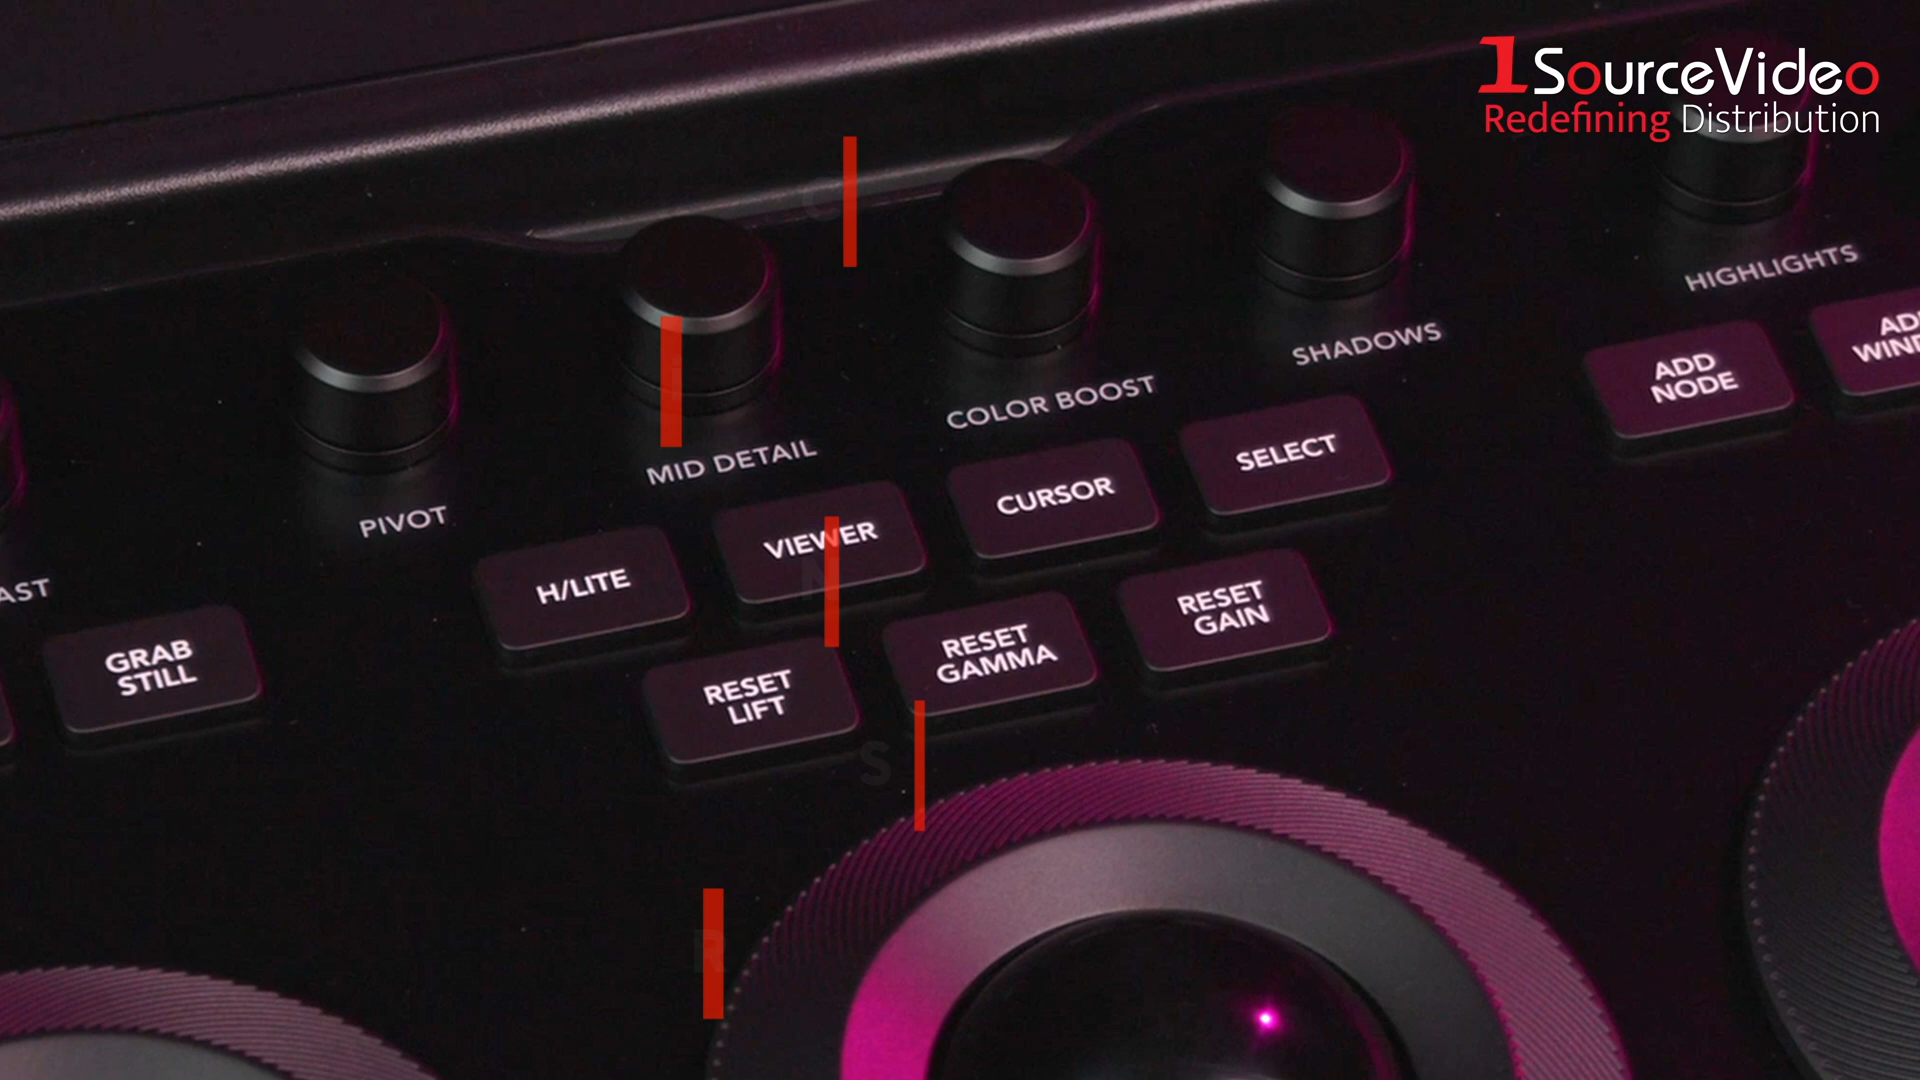 1SourceVideo
Redefining Distribution
HIGHLIGHTS
SHADOWS
COLOR BOOST
MID DETAIL
PIVOT
AST
ADD
NODE
SELECT
CURSOR
VIEWER
H/LITE
GRAB
STILL
RESET
GAIN
RESET
GAMMA
RESET
LIFT
S